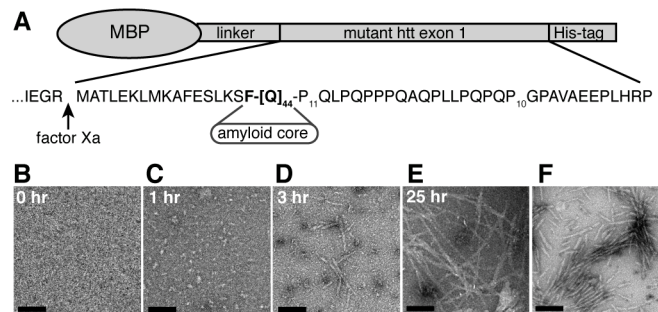 A
MBP linker mutant htt exon 1 His-tag
...IEGR MATLEKLMKAFESLKSF-[Q]44-P11QLPQPPPQAQPLLPQPQP10GPAVAEEPLHRP
factor Xa amyloid core
B C D E F
0 hr 1 hr 3 hr 25 hr